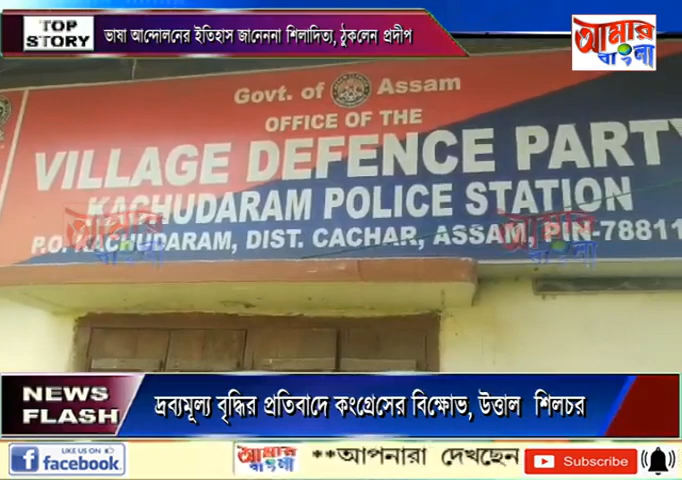 TOP STORY
ভাষা আন্দোলনের ইতিহাস জানেননা শিলাদিত্য, ঠুকলেন প্রদীপ
আমার বাংলা
Govt. of Assam
OFFICE OF THE
VILLAGE DEFENCE PARTY
KACHUDARAM POLICE STATION
P.O. KACHUDARAM, DIST. CACHAR, ASSAM, PIN-78811
আমার বাংলা
আমার বাংলা
NEWS FLASH
দ্রব্যমূল্য বৃদ্ধির প্রতিবাদে কংগ্রেসের বিক্ষোভ, উত্তাল শিলচর
LIKE US ON
facebook.
আমার বাংলা
**আপনারা দেখছেন
Subscribe